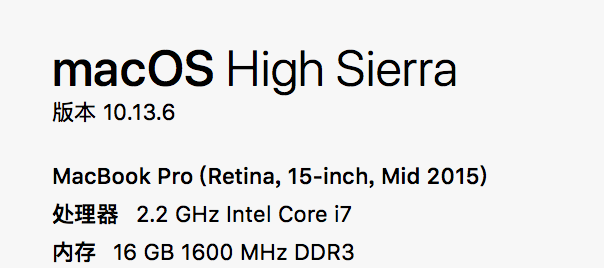 macOS High Sierra
版本 10.13.6
MacBook Pro (Retina, 15-inch, Mid 2015)
处理器 2.2 GHz Intel Core i7
内存 16 GB 1600 MHz DDR3